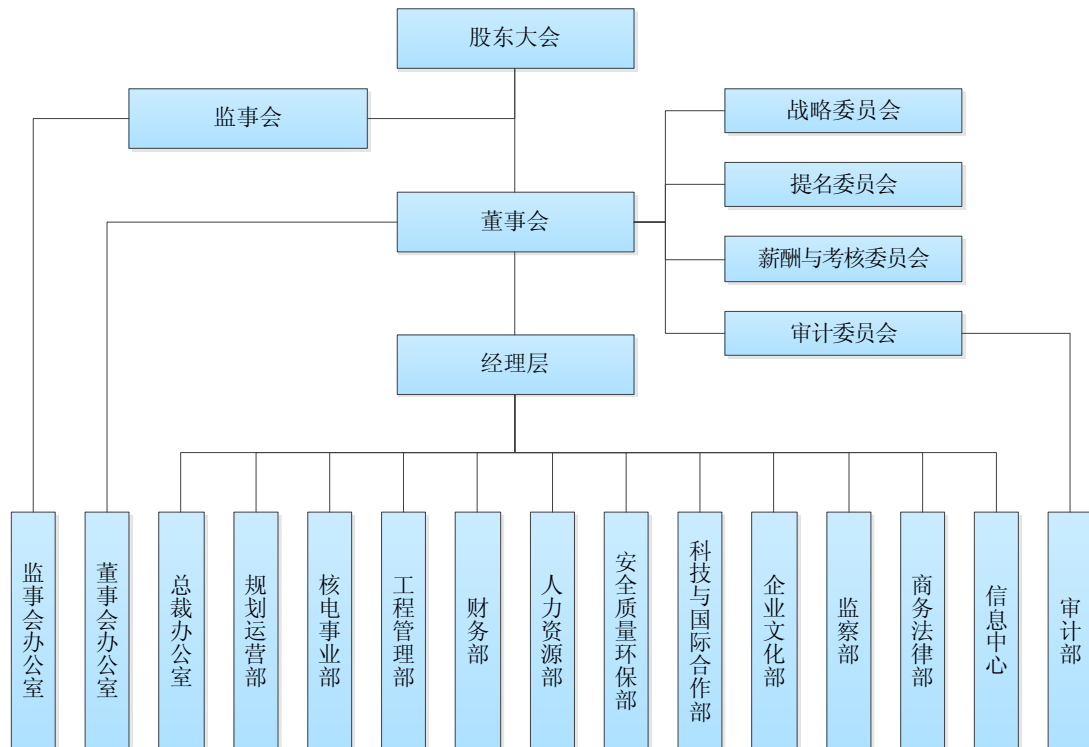 股东大会
监事会
战略委员会
提名委员会
董事会
薪酬与考核委员会
审计委员会
经理层
监事会办公室
董事会办公室
总裁办公室
规划运营部
核电事业部
工程管理部
财务部
人力资源部
安全质量环保部
科技与国际合作部
企业文化部
监察部
商务法律部
信息中心
审计部